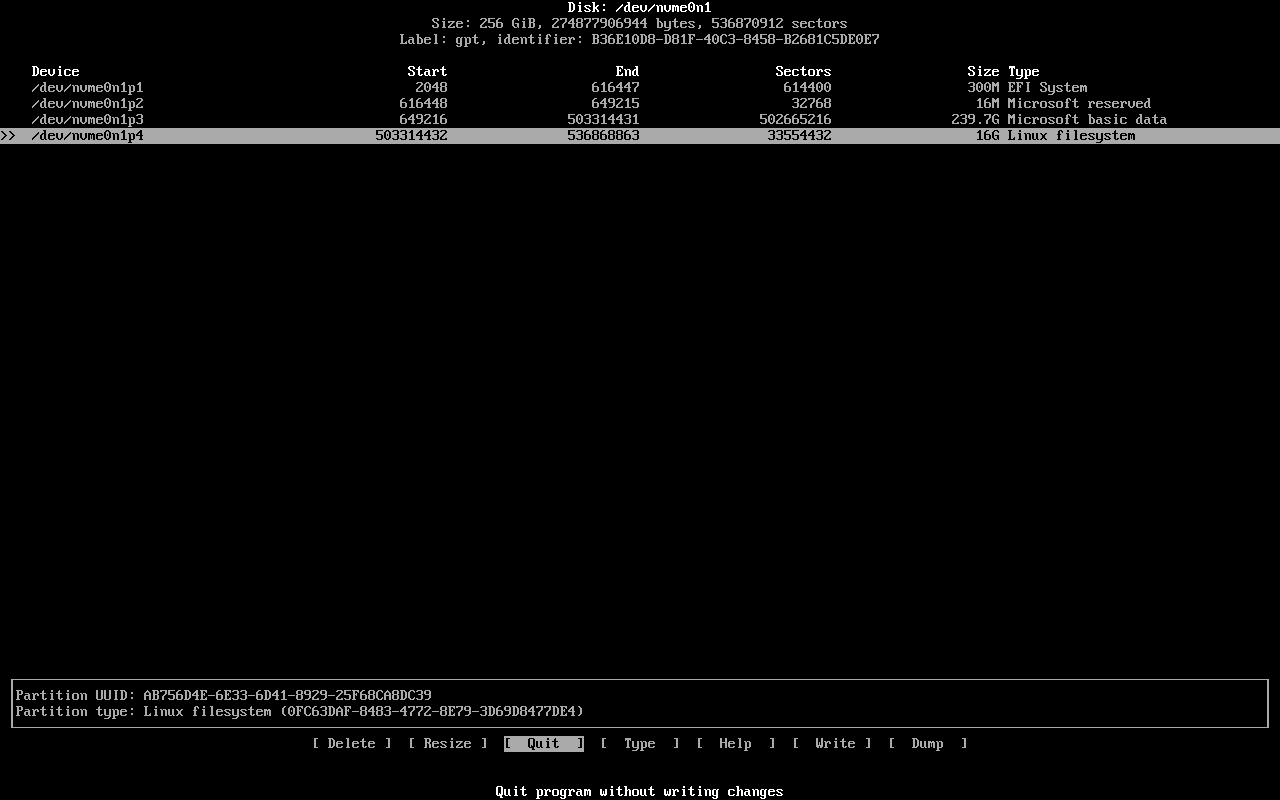 Disk: /dev/nvme0n1
Size: 256 GiB, 274877906944 bytes, 536870912 sectors
Label: gpt, identifier: B36E10D8-D81F-40C3-8458-B2681C5DE0E7
Device Start End Sectors Size Type
/dev/nvme0n1p1 2048 616447 614400 300M EFI System
/dev/nvme0n1p2 616448 649215 32768 16M Microsoft reserved
/dev/nvme0n1p3 649216 503314431 502665216 239.7G Microsoft basic data
>> /dev/nvme0n1p4 503314432 536868863 33554432 16G Linux filesystem
Partition UUID: AB756D4E-6E33-6D41-8929-25F68CA8DC39
Partition type: Linux filesystem (0FC63DAF-8483-4772-8E79-3D69D8477DE4)
[ Delete ] [ Resize ] [ Quit ] [ Type ] [ Help ] [ Write ] [ Dump ]
Quit program without writing changes